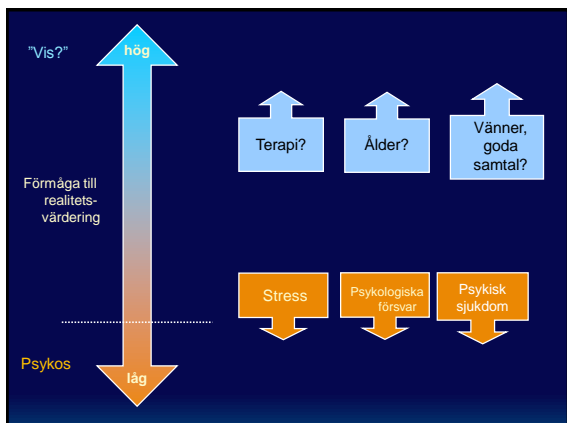 ”Vis?”
hög
Terapi?
Ålder?
Vänner,
goda
samtal?
Förmåga till
realitets-
värdering
Stress
Psykologiska
försvar
Psykisk
sjukdom
Psykos
låg